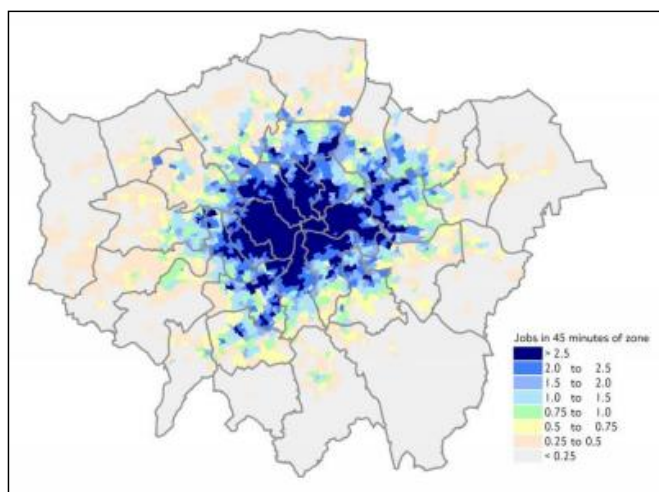 Jobs in 45 minutes of zone
> 2.5
2.0 to 2.5
1.5 to 2.0
1.0 to 1.5
0.75 to 1.0
0.5 to 0.75
0.25 to 0.5
< 0.25